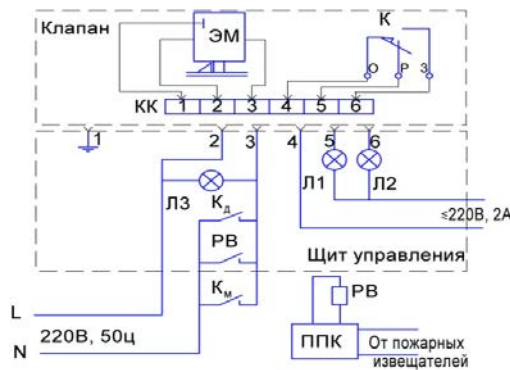 Клапан
ЭМ
К
О Р З
КК 1 2 3 4 5 6
1 2 3 4 5 6
Л3
Л1
Л2
Кд
РВ
Км
≤220В, 2А
Щит управления
L
220В, 50ц
N
РВ
ППК
От пожарных
извещателей